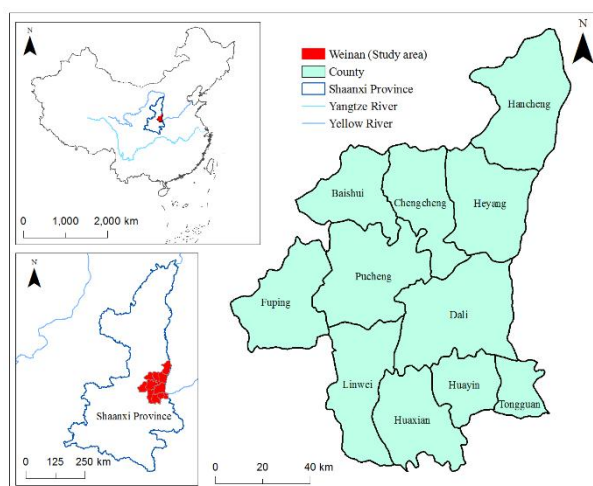 N
0 1,000 2,000 km
Weinan (Study area)
County
Shaanxi Province
Yangtze River
Yellow River
N
Shaanxi Province
0 125 250 km
N
Hancheng
Baishui
Chengcheng
Heyang
Pucheng
Fuping
Dali
Linwei
Huayin
Tongguan
Huaxian
0 20 40 km